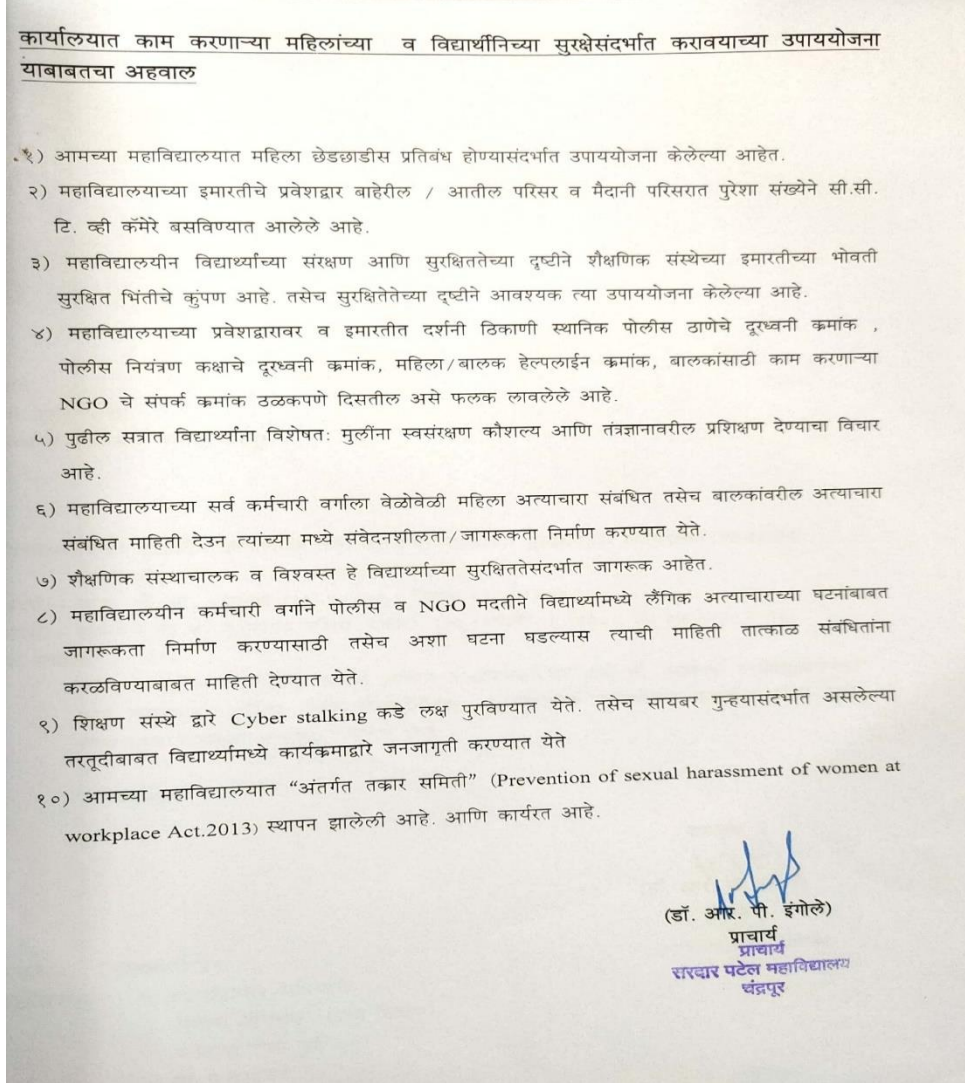 कार्यालयात काम करणाऱ्या महिलांच्या व विद्यार्थीनिच्या सुरक्षेसंदर्भात करावयाच्या उपाययोजना
याबाबतचा अहवाल
१) आमच्या महाविद्यालयात महिला छेडछाडीस प्रतिबंध होण्यासंदर्भात उपाययोजना केलेल्या आहेत.
२) महाविद्यालयाच्या इमारतीचे प्रवेशद्वार बाहेरील / आतील परिसर व मैदानी परिसरात पुरेशा संख्येने सी.सी.
टि. व्ही कॅमेरे बसविण्यात आलेले आहे.
३) महाविद्यालयीन विद्यार्थ्यांच्या संरक्षण आणि सुरक्षिततेच्या दृष्टीने शैक्षणिक संस्थेच्या इमारतीच्या भोवती
सुरक्षित भिंतीचे कुंपण आहे. तसेच सुरक्षितेतेच्या दृष्टीने आवश्यक त्या उपाययोजना केलेल्या आहे.
४) महाविद्यालयाच्या प्रवेशद्वारावर व इमारतीत दर्शनी ठिकाणी स्थानिक पोलीस ठाणेचे दूरध्वनी क्रमांक ,
पोलीस नियंत्रण कक्षाचे दूरध्वनी क्रमांक, महिला/बालक हेल्पलाईन क्रमांक, बालकांसाठी काम करणाऱ्या
NGO चे संपर्क क्रमांक ठळकपणे दिसतील असे फलक लावलेले आहे.
५) पुढील सत्रात विद्यार्थ्यांना विशेषतः मुलींना स्वसंरक्षण कौशल्य आणि तंत्रज्ञानावरील प्रशिक्षण देण्याचा विचार
आहे.
६) महाविद्यालयाच्या सर्व कर्मचारी वर्गाला वेळोवेळी महिला अत्याचारा संबंधित तसेच बालकांवरील अत्याचारा
संबंधित माहिती देउन त्यांच्या मध्ये संवेदनशीलता/जागरूकता निर्माण करण्यात येते.
७) शैक्षणिक संस्थाचालक व विश्वस्त हे विद्यार्थ्यांच्या सुरक्षिततेसंदर्भात जागरूक आहेत.
८) महाविद्यालयीन कर्मचारी वर्गाने पोलीस व NGO मदतीने विद्यार्थ्यांमध्ये लैंगिक अत्याचाराच्या घटनांबाबत
जागरूकता निर्माण करण्यासाठी तसेच अशा घटना घडल्यास त्याची माहिती तात्काळ संबंधितांना
करळविण्याबाबत माहिती देण्यात येते.
९) शिक्षण संस्थे द्वारे Cyber stalking कडे लक्ष पुरविण्यात येते. तसेच सायबर गुन्हयासंदर्भात असलेल्या
तरतूदीबाबत विद्यार्थ्यांमध्ये कार्यक्रमाद्वारे जनजागृती करण्यात येते
१०) आमच्या महाविद्यालयात “अंतर्गत तक्रार समिती” (Prevention of sexual harassment of women at
workplace Act.2013) स्थापन झालेली आहे. आणि कार्यरत आहे.
(डॉ. आर. पी. इंगोले)
प्राचार्य
प्राचार्य
सरदार पटेल महाविद्यालय
चंद्रपूर